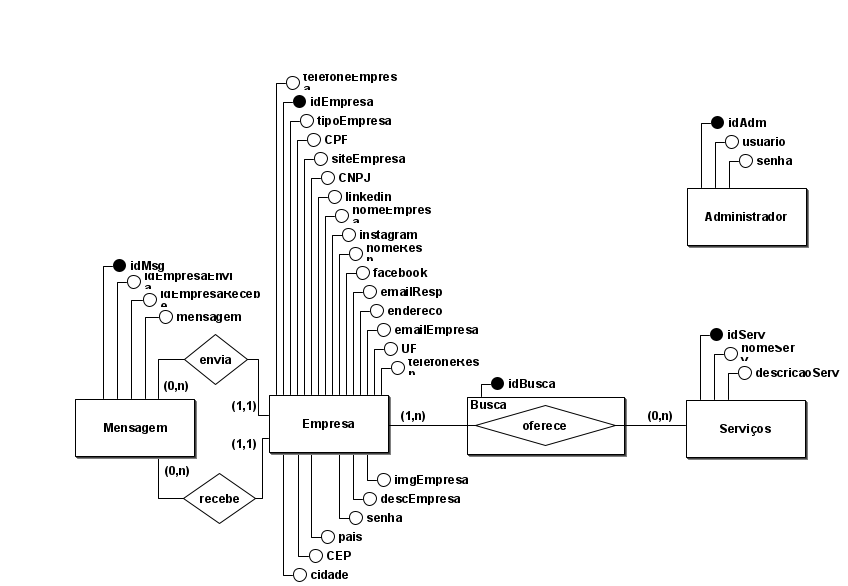 telefoneEmpres
a
idEmpresa
tipoEmpresa
CPF
siteEmpresa
CNPJ
linkedin
nomeEmpres
a
instagram
nomeResp
facebook
emailResp
endereco
emailEmpresa
UF
telefoneRes
p
idAdm
usuario
senha
Administrador
idMsg
idEmpresaEnvi
a
idEmpresaReceb
e
mensagem
envia
(0,n)
(1,1)
Mensagem
Empresa
(1,1)
(0,n)
recebe
(1,n)
idBusca
Busca
oferece
(0,n)
idServ
nomeSer
v
descricaoServ
Serviços
imgEmpresa
descEmpresa
senha
pais
CEP
cidade